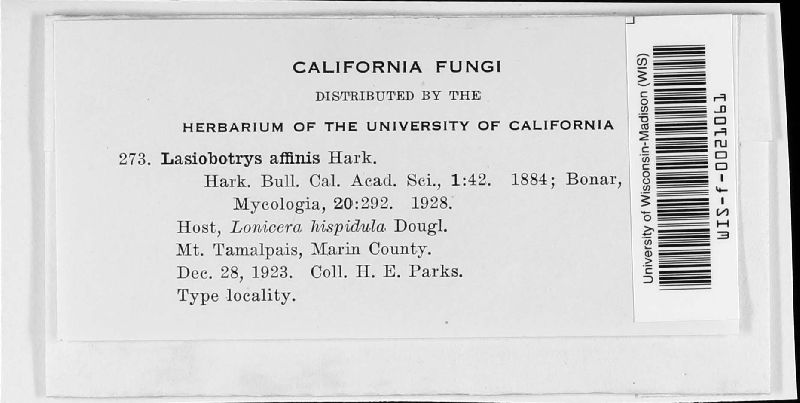 CALIFORNIA FUNGI
DISTRIBUTED BY THE
HERBARIUM OF THE UNIVERSITY OF CALIFORNIA
273. Lasiobotrys affinis Hark.
Hark. Bull. Cal. Acad. Sci., 1:42. 1884; Bonar,
Mycologia, 20:292. 1928.
Host, Lonicera hispidula Dougl.
Mt. Tamalpais, Marin County.
Dec. 28, 1923. Coll. H. E. Parks.
Type locality.
University of Wisconsin-Madison (WIS)
WIS-f-0021061